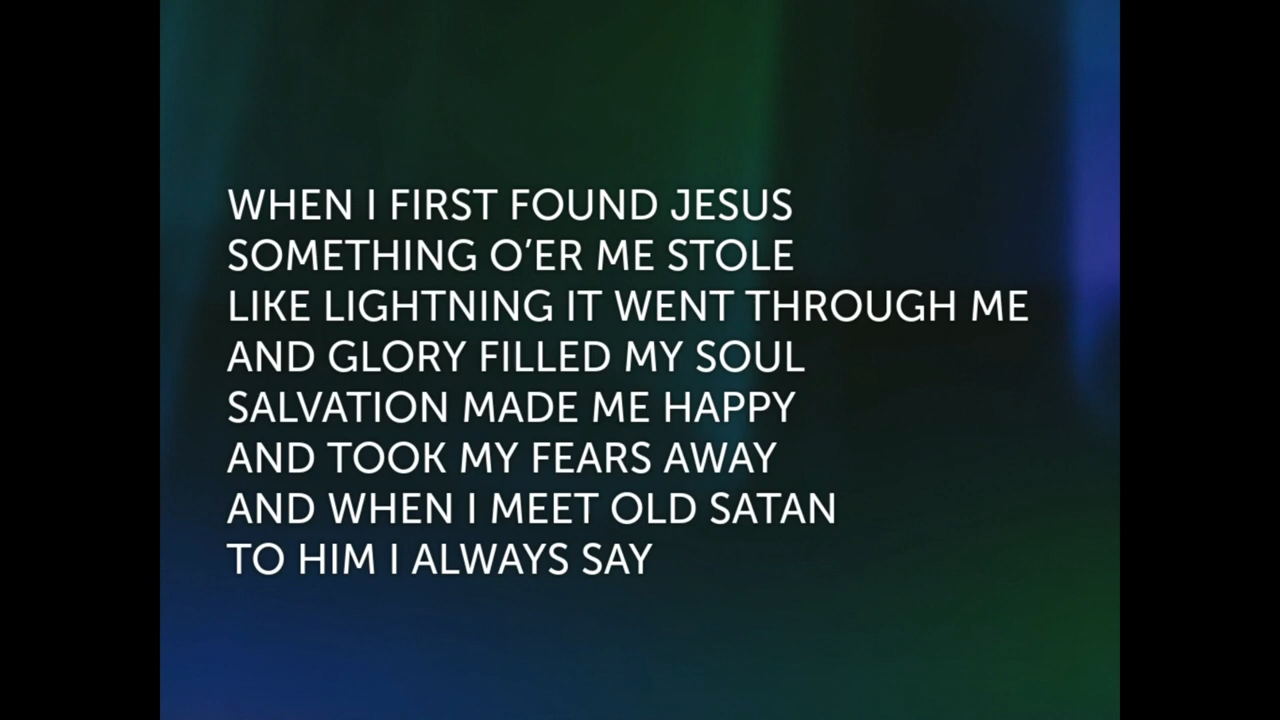 WHEN I FIRST FOUND JESUS
SOMETHING O’ER ME STOLE
LIKE LIGHTNING IT WENT THROUGH ME
AND GLORY FILLED MY SOUL
SALVATION MADE ME HAPPY
AND TOOK MY FEARS AWAY
AND WHEN I MEET OLD SATAN
TO HIM I ALWAYS SAY